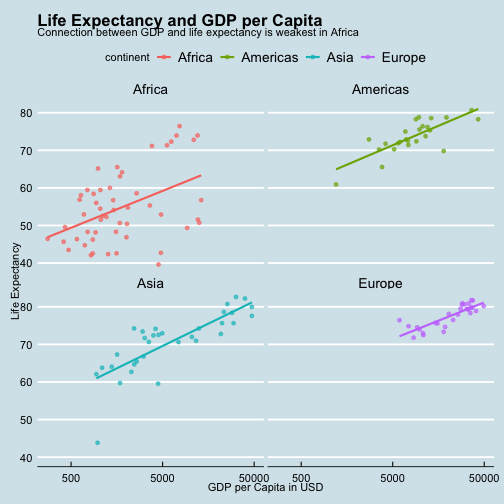 Life Expectancy and GDP per Capita
Connection between GDP and life expectancy is weakest in Africa
continent Africa Americas Asia Europe
Africa Americas
80
70
60
50
40
Life Expectancy
Asia Europe
80
70
60
50
40
500 5000 50000 500 5000 50000
GDP per Capita in USD